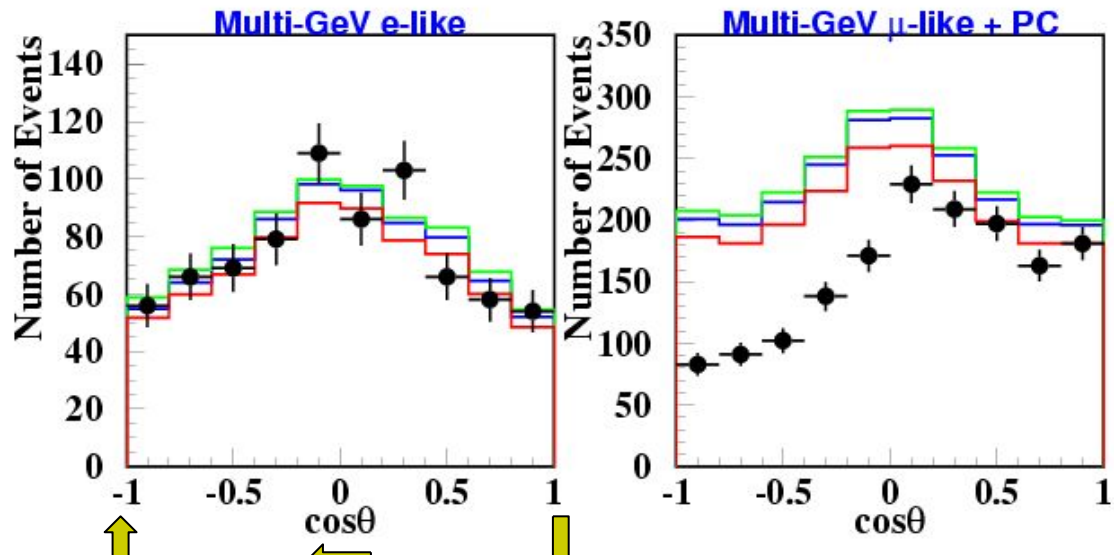 Multi-GeV e-like
Number of Events
140
120
100
80
60
40
20
0
-1 -0.5 0 0.5 1
cosθ
Multi-GeV μ-like + PC
Number of Events
350
300
250
200
150
100
50
0
-1 -0.5 0 0.5 1
cosθ